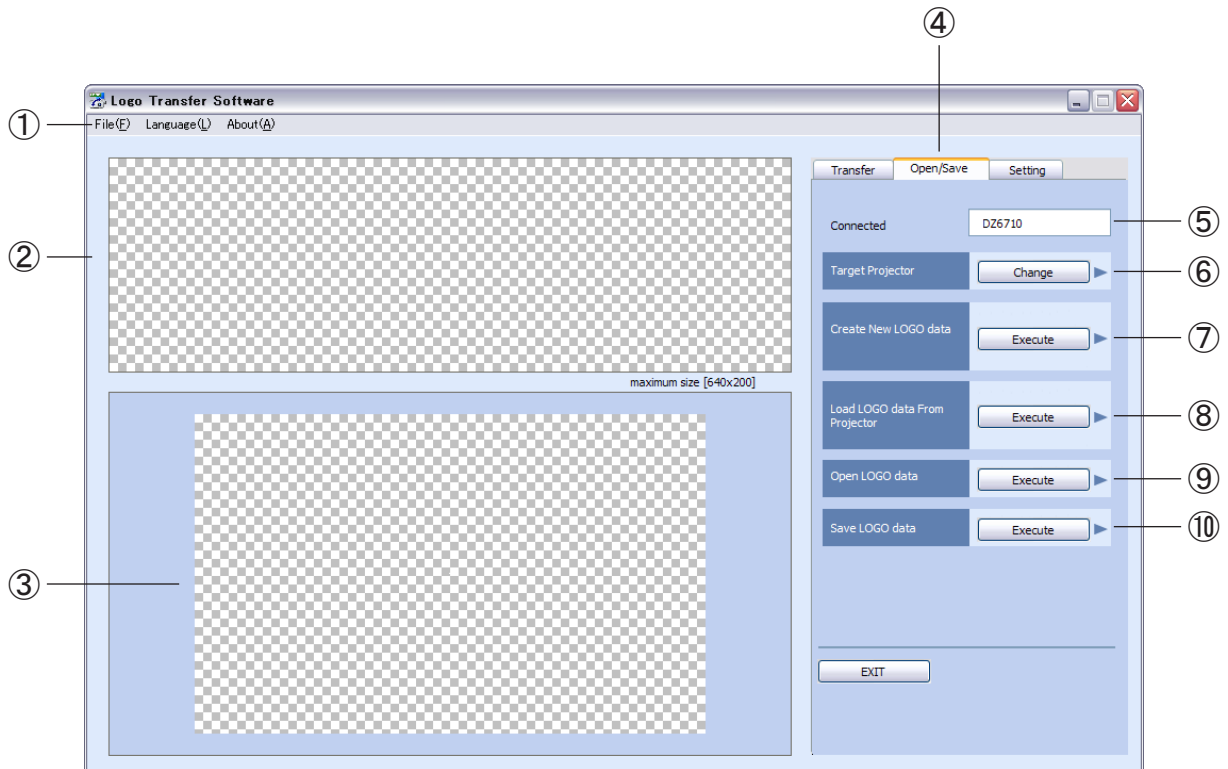 ④
Logo Transfer Software
① File(F) Language(L) About(A)
Transfer Open/Save Setting
Connected DZ6710 ⑤
②
Target Projector Change ⑥
Create New LOGO data Execute ⑦
maximum size [640x200]
Load LOGO data From
Projector
Execute ⑧
Open LOGO data Execute ⑨
Save LOGO data Execute ⑩
③
EXIT